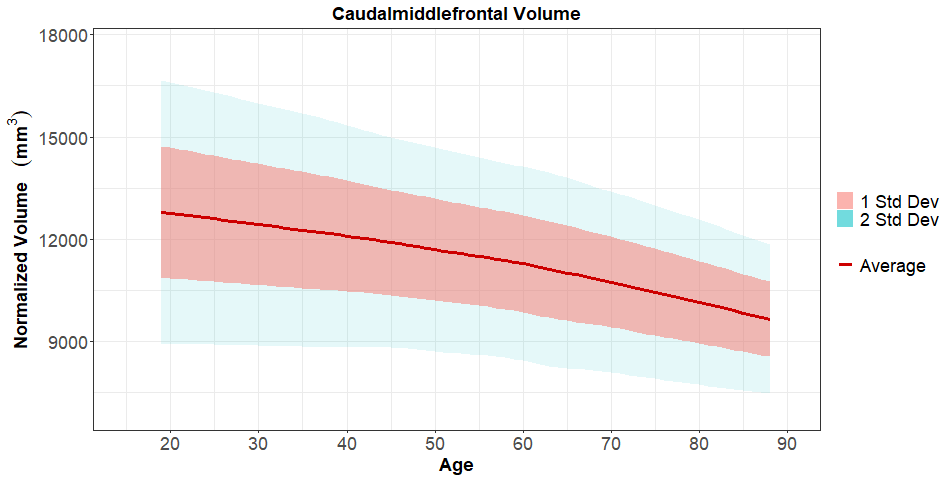 Caudalmiddlefrontal Volume
Normalized Volume (mm³)
18000
15000
12000
9000
20 30 40 50 60 70 80 90
Age
1 Std Dev
2 Std Dev
Average